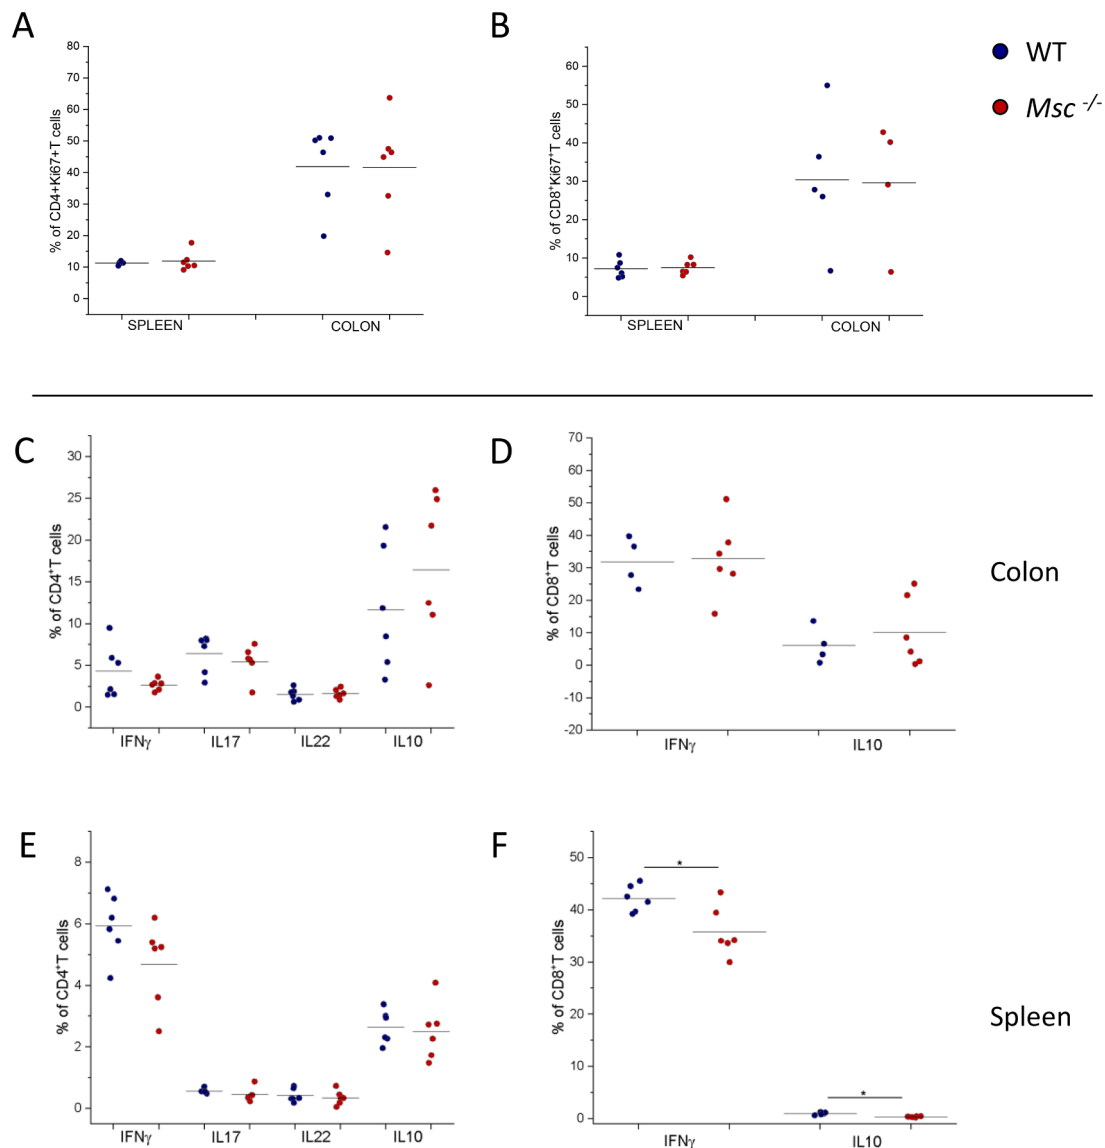 A
80
70
60
50
40
30
20
10
0
% of CD4+Ki67+T cells
SPLEEN COLON
B
60
50
40
30
20
10
0
% of CD8⁺Ki67⁺T cells
SPLEEN COLON
WT
Msc -/-
C
30
25
20
15
10
5
0
% of CD4⁺T cells
IFNγ IL17 IL22 IL10
D
70
60
50
40
30
20
10
0
-10
-20
% of CD8⁺T cells
IFNγ IL10
Colon
E
8
6
4
2
0
% of CD4⁺T cells
IFNγ IL17 IL22 IL10
F
50
40
30
20
10
0
% of CD8⁺T cells
*
*
IFNγ IL10
Spleen